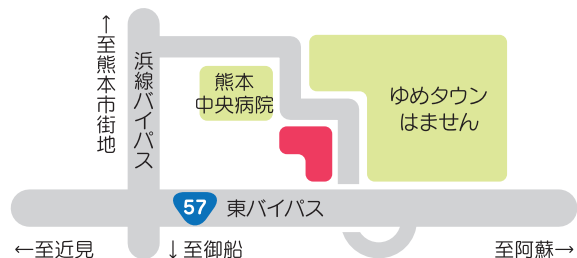 ↑至熊本市街地
浜線バイパス
熊本
中央病院
ゆめタウン
はません
57
東バイパス
←至近見
↓至御船
至阿蘇→